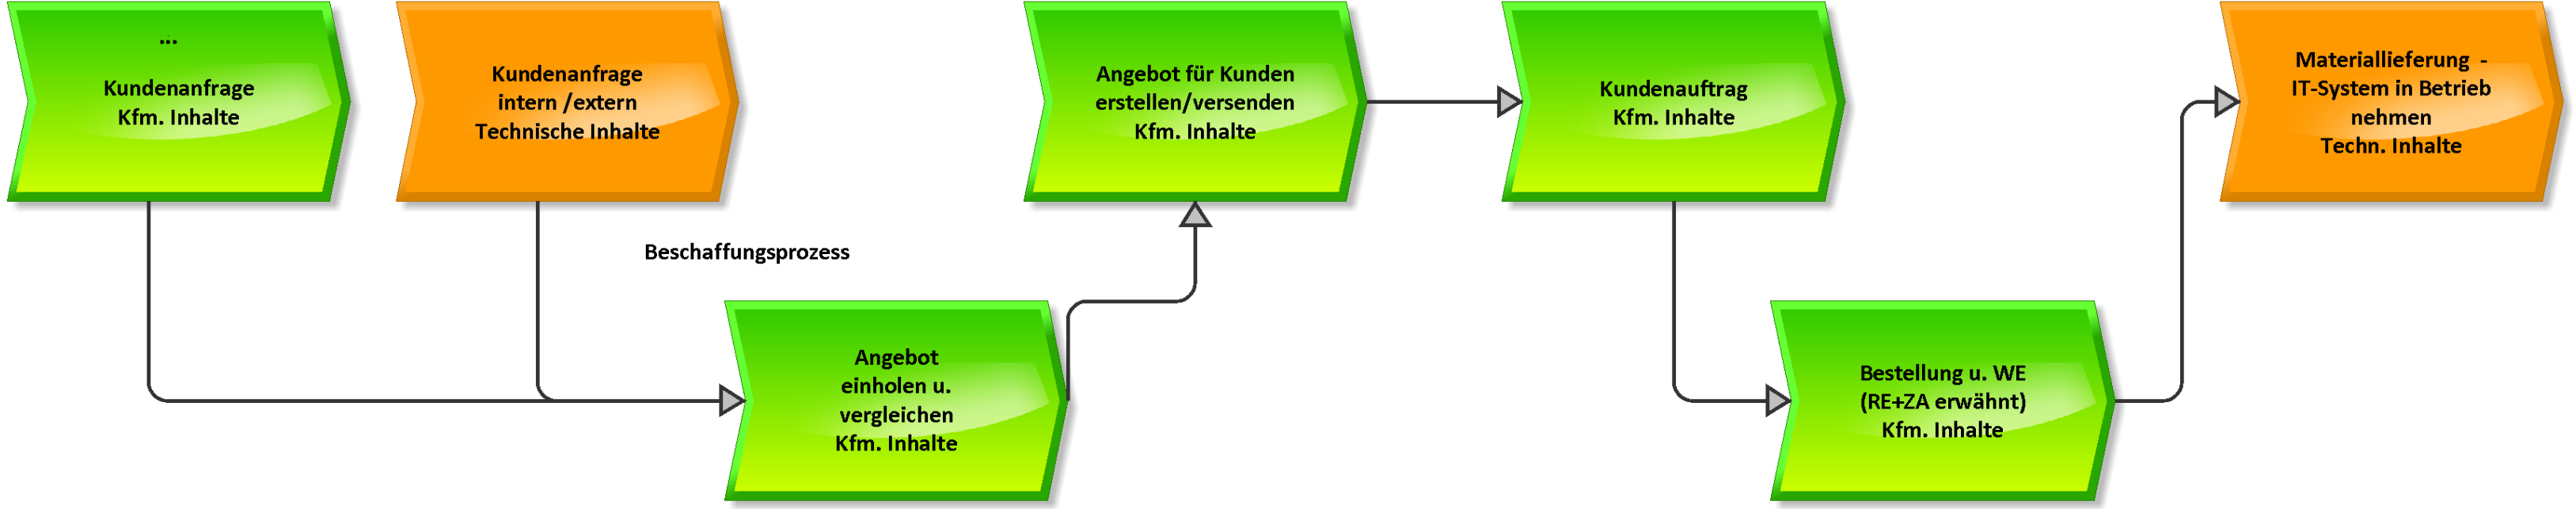 ...
Kundenanfrage
Kfm. Inhalte
Kundenanfrage
intern /extern
Technische Inhalte
Angebot für Kunden
erstellen/versenden
Kfm. Inhalte
Kundenauftrag
Kfm. Inhalte
Materiallieferung -
IT-System in Betrieb
nehmen
Techn. Inhalte
Beschaffungsprozess
Angebot
einholen u.
vergleichen
Kfm. Inhalte
Bestellung u. WE
(RE+ZA erwähnt)
Kfm. Inhalte